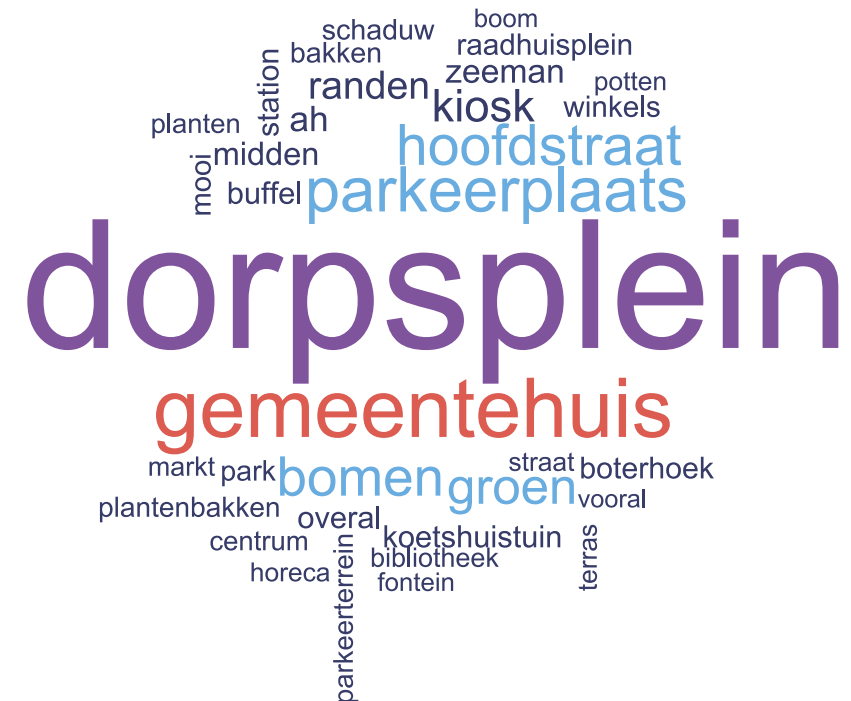 boom
schaduw
raadhuisplein
bakken
zeeman
potten
station
randen
kiosk
winkels
planten
ah
hoofdstraat
midden
mooi
buffel
parkeerplaats
dorpsplein
gemeentehuis
markt
park
bomen
groen
straat
boterhoek
vooral
plantenbakken
overal
centrum
koetshuistuin
bibliotheek
horeca
fontein
terras
parkeerterrein